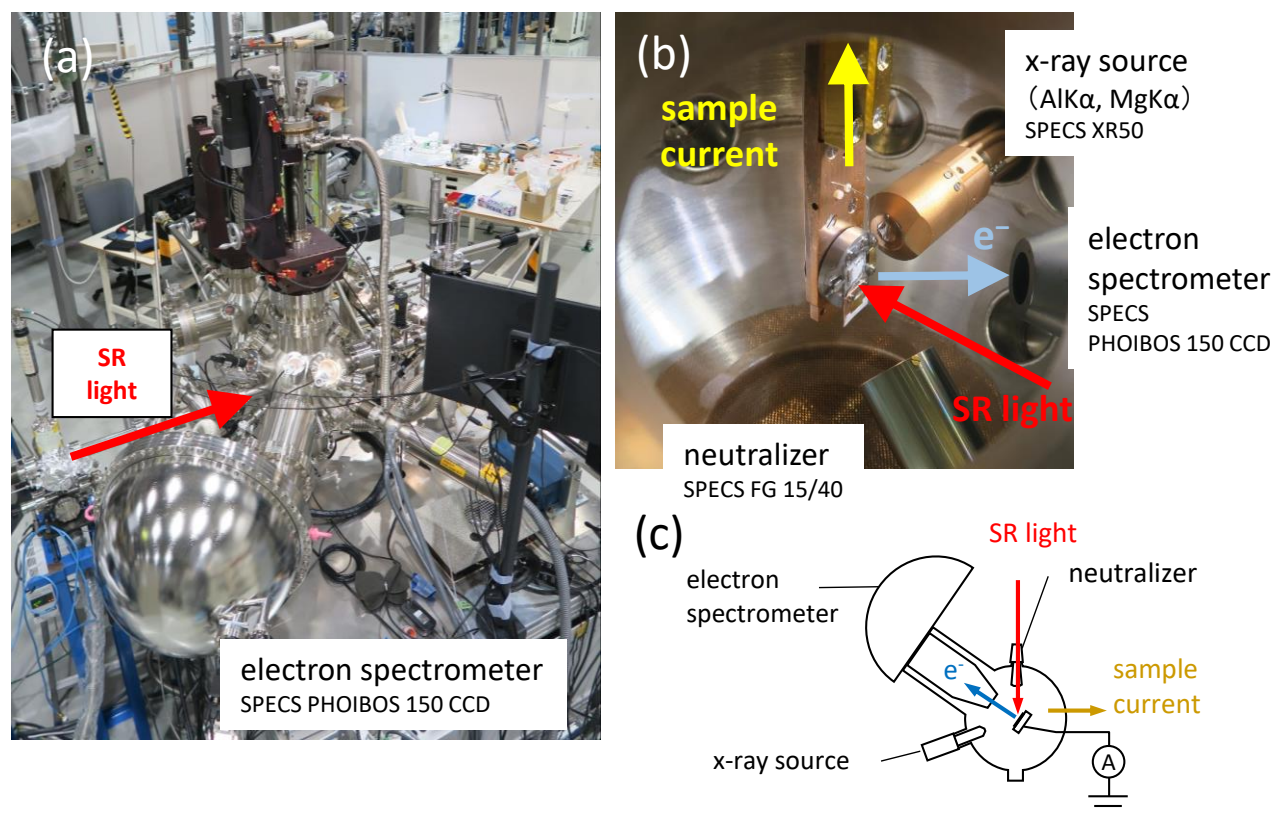 (a)
SR
light
electron spectrometer
SPECS PHOIBOS 150 CCD
(b)
sample
current
x-ray source
（AlKα, MgKα）
SPECS XR50
e⁻
electron
spectrometer
SPECS
PHOIBOS 150 CCD
SR light
neutralizer
SPECS FG 15/40
(c)
SR light
neutralizer
electron
spectrometer
e⁻
sample
current
x-ray source
A